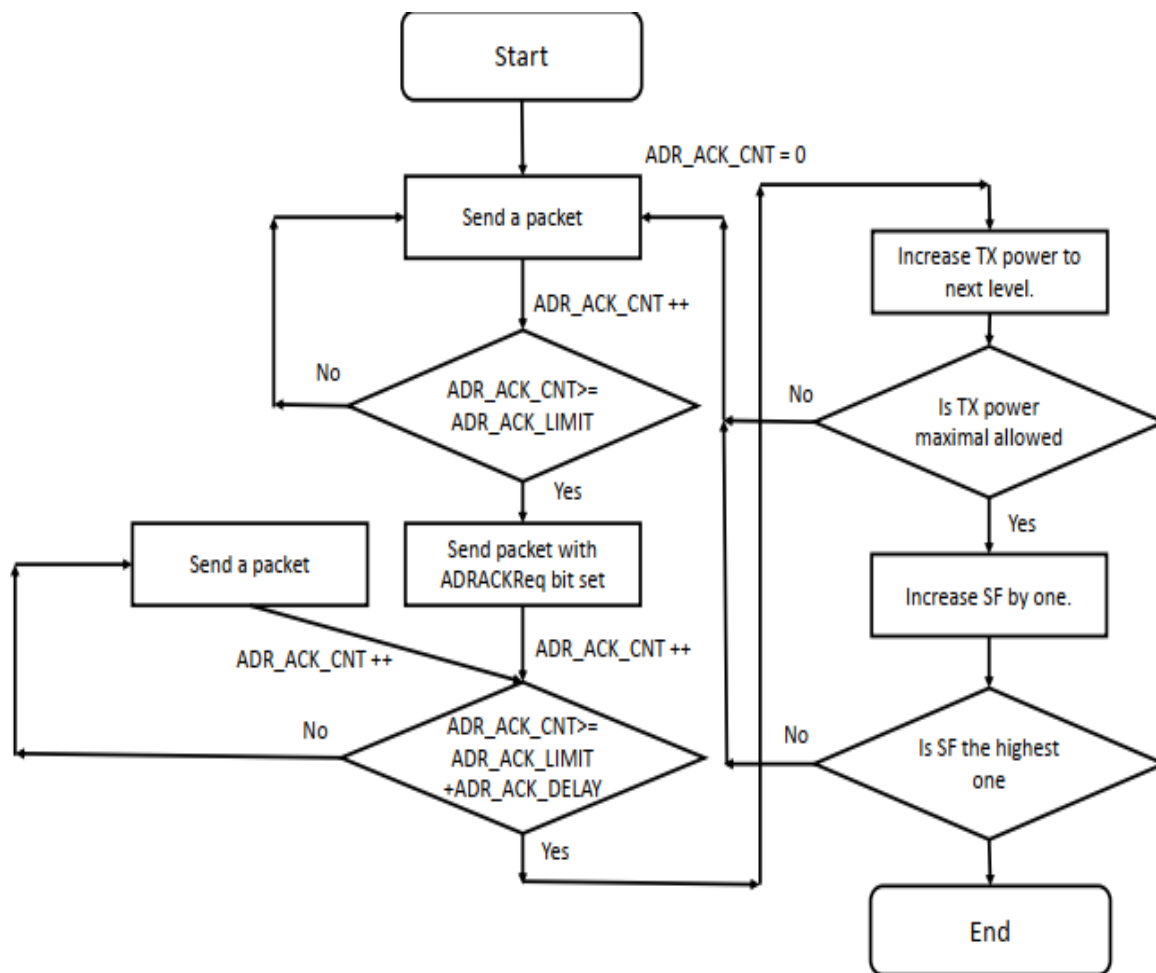 Start
ADR_ACK_CNT = 0
Send a packet
ADR_ACK_CNT ++
No
ADR_ACK_CNT>=
ADR_ACK_LIMIT
Yes
Send packet with
ADRACKReq bit set
Send a packet
ADR_ACK_CNT ++
ADR_ACK_CNT ++
No
ADR_ACK_CNT>=
ADR_ACK_LIMIT
+ADR_ACK_DELAY
Yes
Increase TX power to
next level.
No
Is TX power
maximal allowed
Yes
Increase SF by one.
No
Is SF the highest
one
End